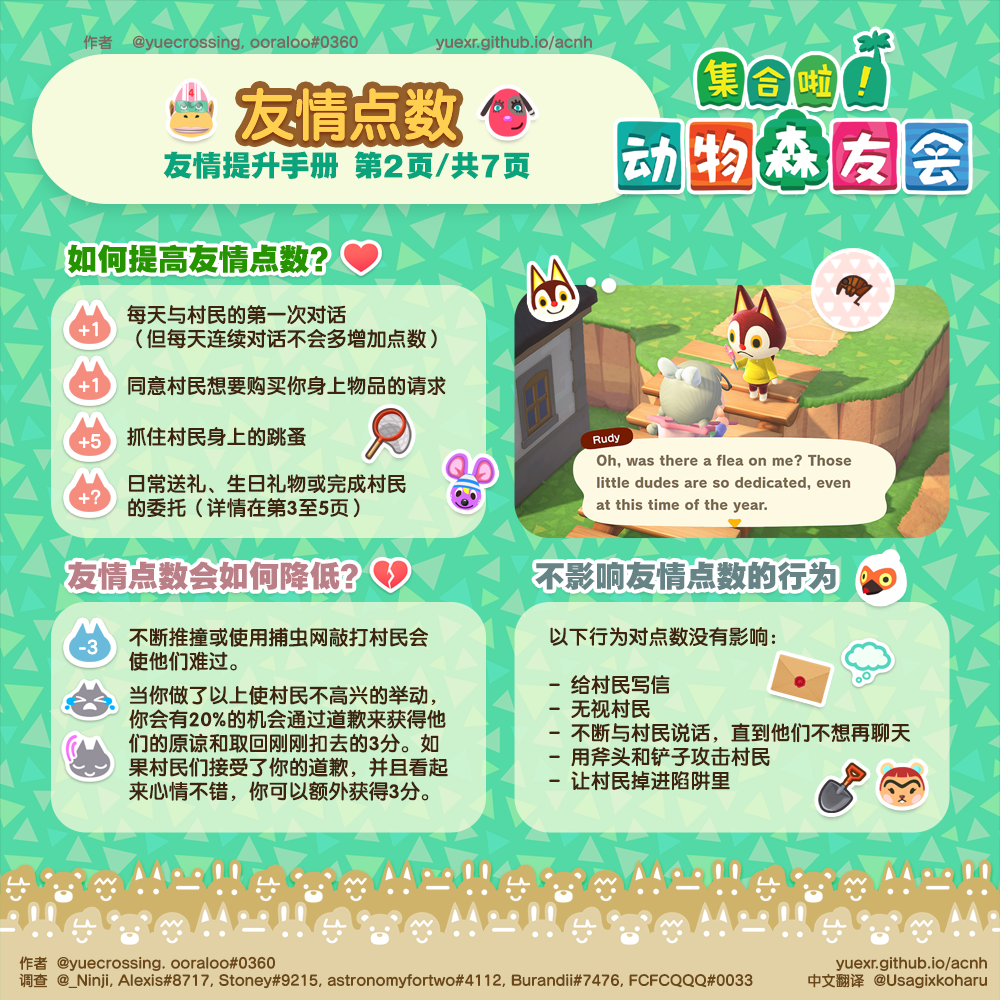 作者 @yuecrossing, ooraloo#0360 yuexr.github.io/acnh
集合啦！
动物森友会
友情点数
友情提升手册 第2页/共7页
如何提高友情点数？
+1
每天与村民的第一次对话
（但每天连续对话不会多增加点数）
+1
同意村民想要购买你身上物品的请求
+5
抓住村民身上的跳蚤
+?
日常送礼、生日礼物或完成村民
的委托（详情在第3至5页）
Rudy
Oh, was there a flea on me? Those
little dudes are so dedicated, even
at this time of the year.
友情点数会如何降低？
-3
不断推撞或使用捕虫网敲打村民会
使他们难过。
当你做了以上使村民不高兴的举动，
你会有20%的机会通过道歉来获得他
们的原谅和取回刚刚扣去的3分。如
果村民们接受了你的道歉，并且看起
来心情不错，你可以额外获得3分。
不影响友情点数的行为
以下行为对点数没有影响：
– 给村民写信
– 无视村民
– 不断与村民说话，直到他们不想再聊天
– 用斧头和铲子攻击村民
– 让村民掉进陷阱里
作者 @yuecrossing. ooraloo#0360
yuexr.github.io/acnh
调查 @_Ninji, Alexis#8717, Stoney#9215, astronomyfortwo#4112, Burandii#7476, FCFCQQQ#0033
中文翻译 @Usagixkoharu